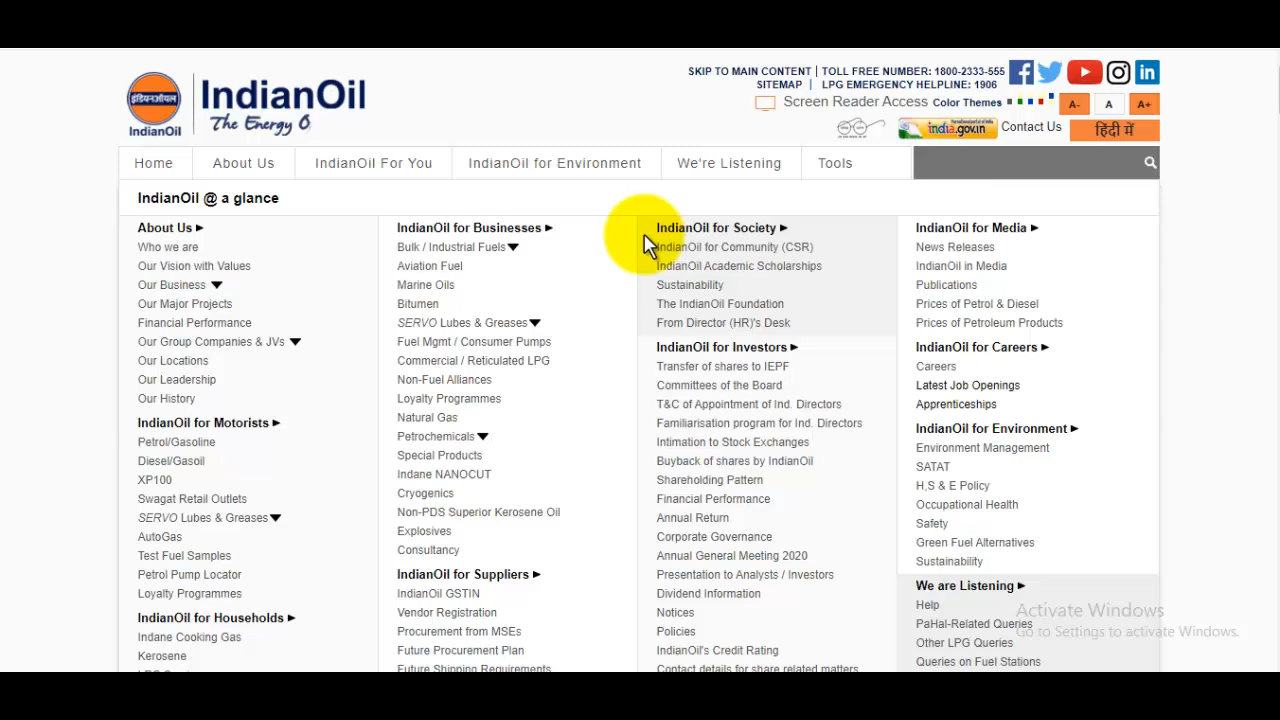 SKIP TO MAIN CONTENT | TOLL FREE NUMBER: 1800-2333-555
SITEMAP | LPG EMERGENCY HELPLINE: 1906
Screen Reader Access Color Themes A- A A+
india.gov.in Contact Us हिंदी में
इंडियनऑयल
IndianOil
IndianOil
The Energy O
Home About Us IndianOil For You IndianOil for Environment We're Listening Tools
IndianOil @ a glance
About Us
Who we are
Our Vision with Values
Our Business
Our Major Projects
Financial Performance
Our Group Companies & JVs
Our Locations
Our Leadership
Our History
IndianOil for Motorists
Petrol/Gasoline
Diesel/Gasoil
XP100
Swagat Retail Outlets
SERVO Lubes & Greases
AutoGas
Test Fuel Samples
Petrol Pump Locator
Loyalty Programmes
IndianOil for Households
Indane Cooking Gas
Kerosene
IndianOil for Businesses
Bulk / Industrial Fuels
Aviation Fuel
Marine Oils
Bitumen
SERVO Lubes & Greases
Fuel Mgmt / Consumer Pumps
Commercial / Reticulated LPG
Non-Fuel Alliances
Loyalty Programmes
Natural Gas
Petrochemicals
Special Products
Indane NANOCUT
Cryogenics
Non-PDS Superior Kerosene Oil
Explosives
Consultancy
IndianOil for Suppliers
IndianOil GSTIN
Vendor Registration
Procurement from MSEs
Future Procurement Plan
Future Shipping Requirements
IndianOil for Society
IndianOil for Community (CSR)
IndianOil Academic Scholarships
Sustainability
The IndianOil Foundation
From Director (HR)'s Desk
IndianOil for Investors
Transfer of shares to IEPF
Committees of the Board
T&C of Appointment of Ind. Directors
Familiarisation program for Ind. Directors
Intimation to Stock Exchanges
Buyback of shares by IndianOil
Shareholding Pattern
Financial Performance
Annual Return
Corporate Governance
Annual General Meeting 2020
Presentation to Analysts / Investors
Dividend Information
Notices
Policies
IndianOil's Credit Rating
Contact details for share related matters
IndianOil for Media
News Releases
IndianOil in Media
Publications
Prices of Petrol & Diesel
Prices of Petroleum Products
IndianOil for Careers
Careers
Latest Job Openings
Apprenticeships
IndianOil for Environment
Environment Management
SATAT
H,S & E Policy
Occupational Health
Safety
Green Fuel Alternatives
Sustainability
We are Listening
Help
PaHal-Related Queries
Other LPG Queries
Queries on Fuel Stations
Activate Windows
Go to Settings to activate Windows.